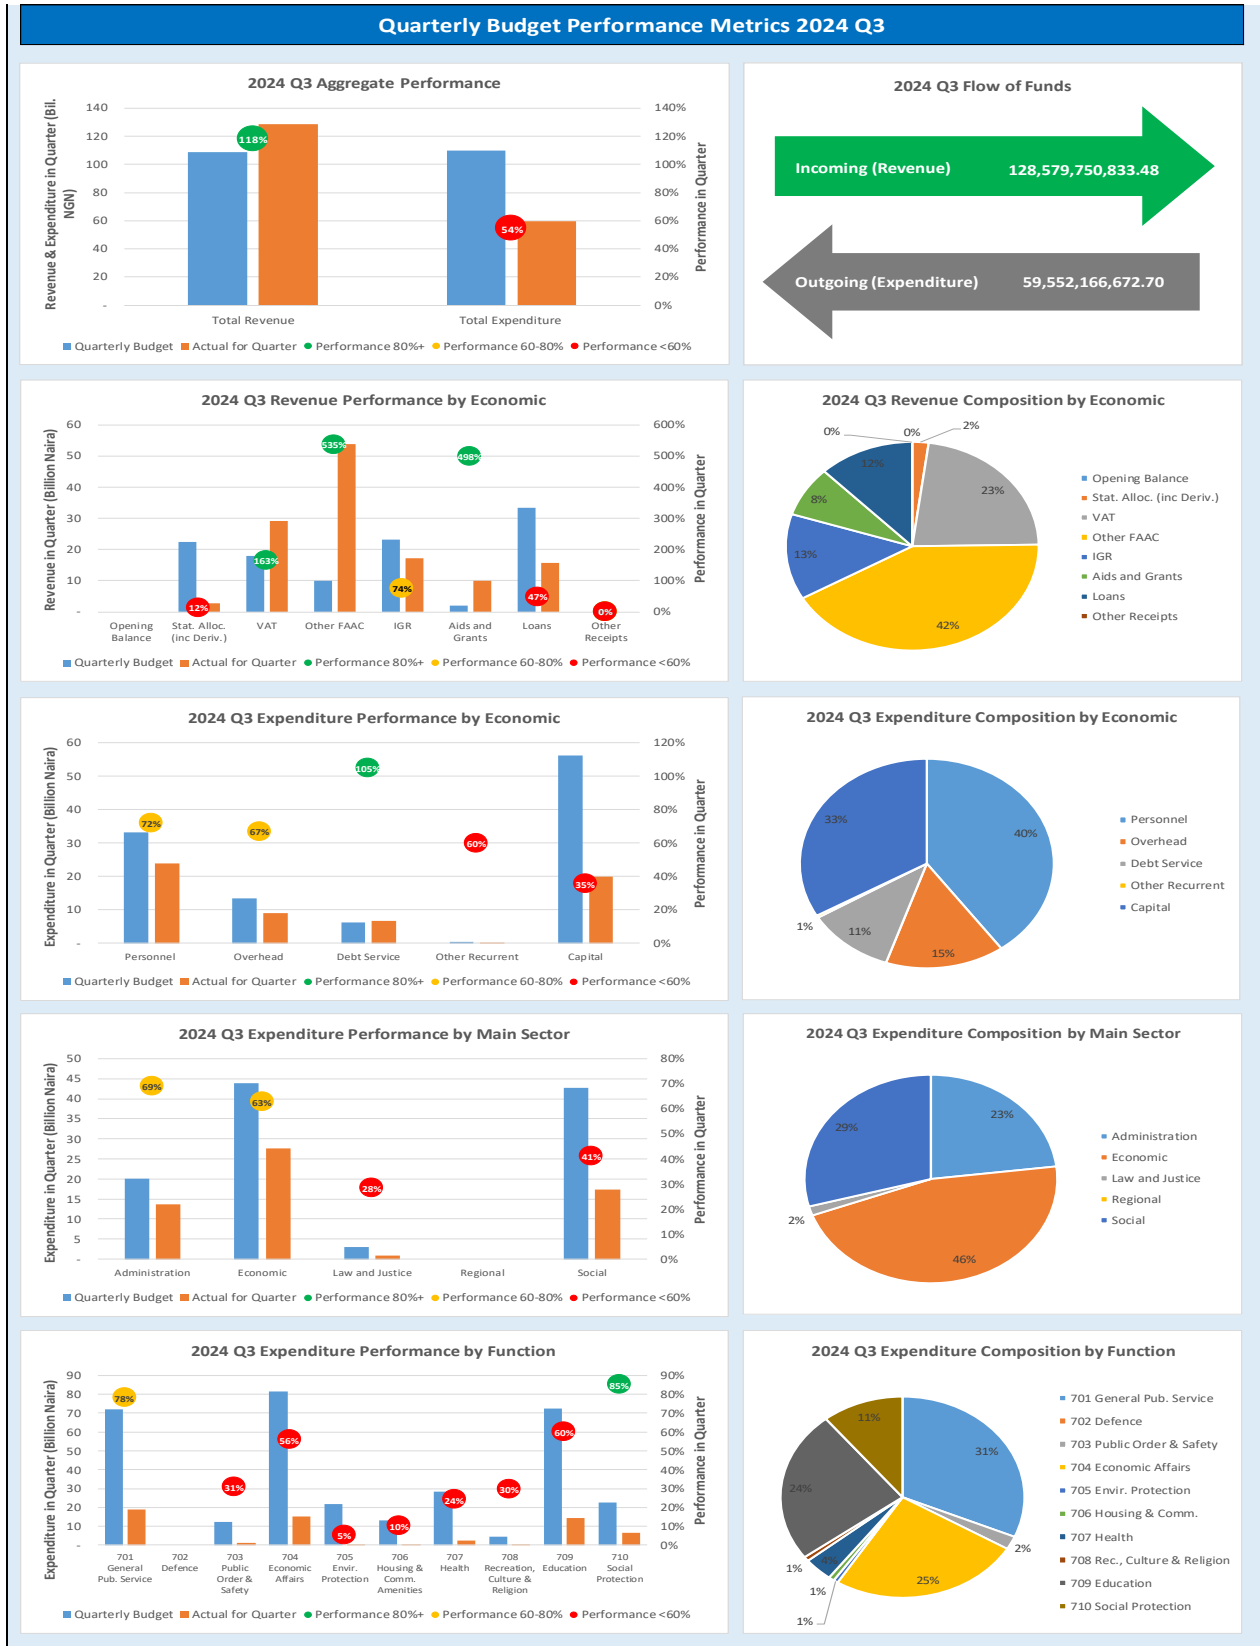 Quarterly Budget Performance Metrics 2024 Q3
2024 Q3 Aggregate Performance
Revenue & Expenditure in Quarter (Bil.
NGN)
140
120
100
80
60
40
20
-
118%
54%
140%
120%
100%
80%
60%
40%
20%
0%
Performance in Quarter
Total Revenue
Total Expenditure
Quarterly Budget
Actual for Quarter
Performance 80%+
Performance 60-80%
Performance <60%
2024 Q3 Flow of Funds
Incoming (Revenue) 128,579,750,833.48
Outgoing (Expenditure) 59,552,166,672.70
2024 Q3 Revenue Performance by Economic
Revenue in Quarter (Billion Naira)
60
50
40
30
20
10
-
12%
163%
535%
74%
498%
47%
0%
600%
500%
400%
300%
200%
100%
0%
Performance in Quarter
Opening
Balance
Stat. Alloc.
(inc Deriv.)
VAT
Other FAAC
IGR
Aids and
Grants
Loans
Other
Receipts
Quarterly Budget
Actual for Quarter
Performance 80%+
Performance 60-80%
Performance <60%
2024 Q3 Revenue Composition by Economic
0%
0%
2%
12%
23%
8%
13%
42%
Opening Balance
Stat. Alloc. (inc Deriv.)
VAT
Other FAAC
IGR
Aids and Grants
Loans
Other Receipts
2024 Q3 Expenditure Performance by Economic
Expenditure in Quarter (Billion Naira)
60
50
40
30
20
10
-
72%
67%
105%
60%
35%
120%
100%
80%
60%
40%
20%
0%
Performance in Quarter
Personnel
Overhead
Debt Service
Other Recurrent
Capital
Quarterly Budget
Actual for Quarter
Performance 80%+
Performance 60-80%
Performance <60%
2024 Q3 Expenditure Composition by Economic
33%
40%
1%
11%
15%
Personnel
Overhead
Debt Service
Other Recurrent
Capital
2024 Q3 Expenditure Performance by Main Sector
Expenditure in Quarter (Billion Naira)
50
45
40
35
30
25
20
15
10
5
-
69%
63%
28%
41%
80%
70%
60%
50%
40%
30%
20%
10%
0%
Performance in Quarter
Administration
Economic
Law and Justice
Regional
Social
Quarterly Budget
Actual for Quarter
Performance 80%+
Performance 60-80%
Performance <60%
2024 Q3 Expenditure Composition by Main Sector
23%
29%
2%
46%
Administration
Economic
Law and Justice
Regional
Social
2024 Q3 Expenditure Performance by Function
Expenditure in Quarter (Billion Naira)
90
80
70
60
50
40
30
20
10
-
78%
31%
56%
5%
10%
24%
30%
60%
85%
90%
80%
70%
60%
50%
40%
30%
20%
10%
0%
Performance in Quarter
701
General
Pub. Service
702
Defence
703
Public
Order &
Safety
704
Economic
Affairs
705
Envir.
Protection
706
Housing &
Comm.
Amenities
707
Health
708
Recreation,
Culture &
Religion
709
Education
710
Social
Protection
Quarterly Budget
Actual for Quarter
Performance 80%+
Performance 60-80%
Performance <60%
2024 Q3 Expenditure Composition by Function
11%
31%
24%
2%
4%
1%
1%
1%
25%
701 General Pub. Service
702 Defence
703 Public Order & Safety
704 Economic Affairs
705 Envir. Protection
706 Housing & Comm.
707 Health
708 Rec., Culture & Religion
709 Education
710 Social Protection